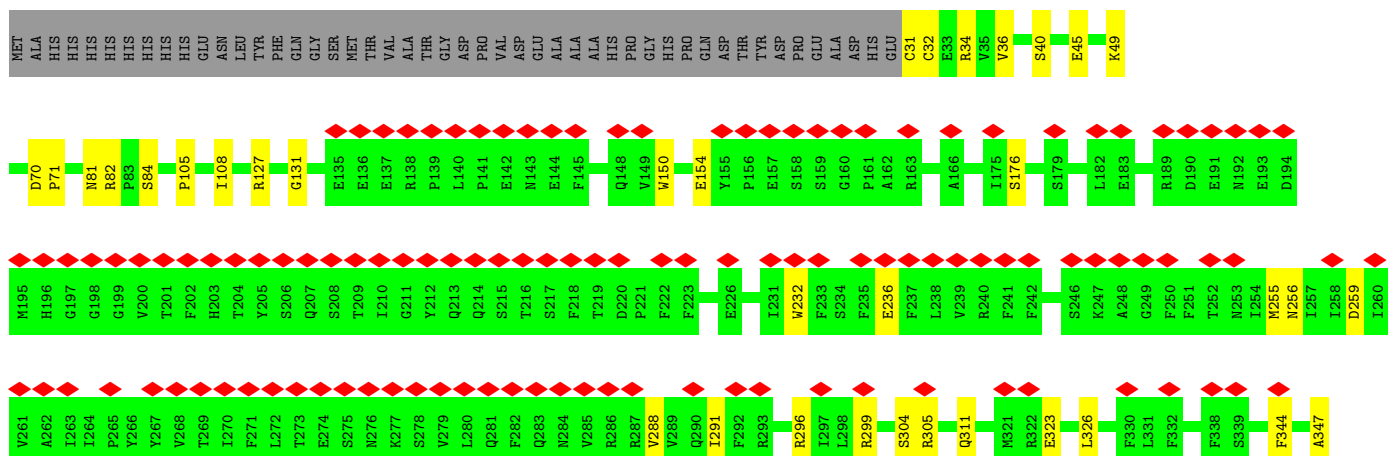 MET ALA HIS HIS HIS HIS HIS HIS HIS HIS HIS HIS GLU ASN LEU TYR PHE GLN GLY SER MET THR VAL ALA THR GLY ASP PRO VAL ASP GLU ALA ALA ALA HIS PRO GLY HIS PRO GLN ASP THR TYR ASP PRO GLU ALA ASP HIS GLU C31 C32 E33 R34 V35 V36 S40 E45 K49
D70 P71 N81 R82 P83 S84 P105 I108 R127 G131 E135 E136 E137 R138 P139 L140 P141 E142 N143 E144 F145 Q148 V149 W150 E154 Y155 P156 E157 S158 S159 G160 P161 A162 R163 A166 I175 S176 S179 L182 E183 R189 D190 E191 N192 E193 D194
M195 H196 G197 G198 G199 V200 T201 F202 H203 T204 Y205 S206 Q207 S208 T209 I210 G211 Y212 Q213 Q214 S215 T216 S217 F218 T219 D220 P221 F222 F223 E226 I231 W232 F233 S234 F235 E236 F237 L238 V239 R240 F241 F242 S246 K247 A248 G249 F250 F251 T252 N253 I254 M255 N256 I257 I258 D259 I260
V261 A262 I263 I264 P265 Y266 Y267 V268 T269 I270 F271 L272 T273 E274 S275 N276 K277 S278 V279 L280 Q281 F282 Q283 N284 V285 R286 R287 V288 V289 Q290 I291 F292 R293 R296 I297 L298 R299 S304 R305 Q311 M321 R322 E323 L326 F330 L331 F332 F338 S339 F344 A347